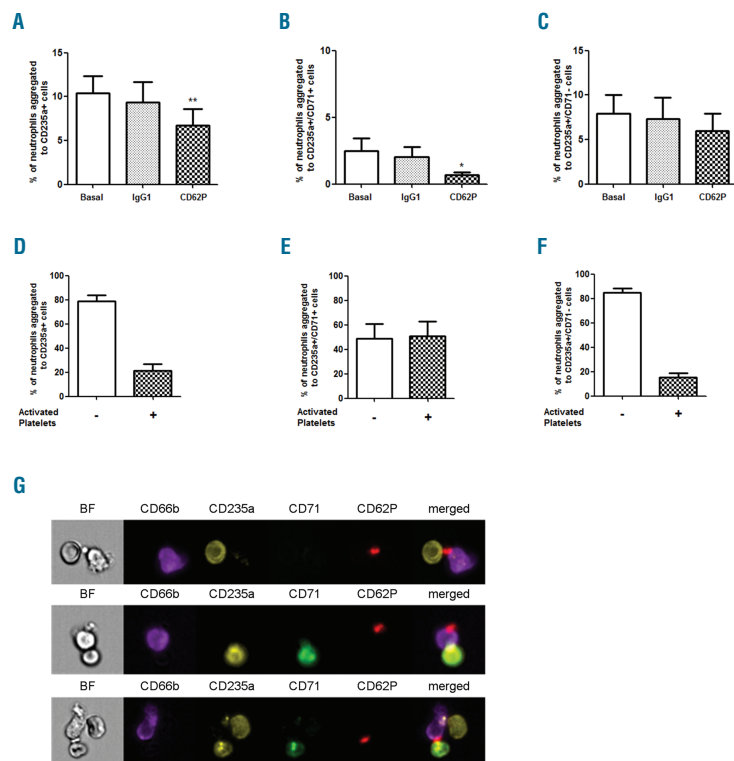 A
B
C
% of neutrophils aggregated
to CD235a+ cells
15
10
5
0
**
Basal IgG1 CD62P
% of neutrophils aggregated
to CD235a+/CD71+ cells
10
5
0
*
Basal IgG1 CD62P
% of neutrophils aggregated
to CD235a+/CD71- cells
15
10
5
0
Basal IgG1 CD62P
D
E
F
% of neutrophils aggregated
to CD235a+ cells
100
80
60
40
20
0
Activated
Platelets
- +
% of neutrophils aggregated
to CD235a+/CD71+ cells
100
80
60
40
20
0
Activated
Platelets
- +
% of neutrophils aggregated
to CD235a+/CD71- cells
100
80
60
40
20
0
Activated
Platelets
- +
G
BF CD66b CD235a CD71 CD62P merged
BF CD66b CD235a CD71 CD62P merged
BF CD66b CD235a CD71 CD62P merged